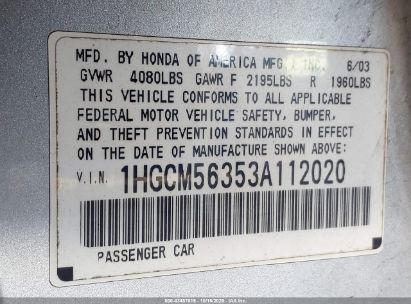 MFD. BY HONDA OF AMERICA MFG., INC. 6/03
GVWR 4080LBS GAWR F 2195LBS R 1960LBS
THIS VEHICLE CONFORMS TO ALL APPLICABLE
FEDERAL MOTOR VEHICLE SAFETY, BUMPER,
AND THEFT PREVENTION STANDARDS IN EFFECT
ON THE DATE OF MANUFACTURE SHOWN ABOVE:
V.I.N. 1HGCM56353A112020
PASSENGER CAR